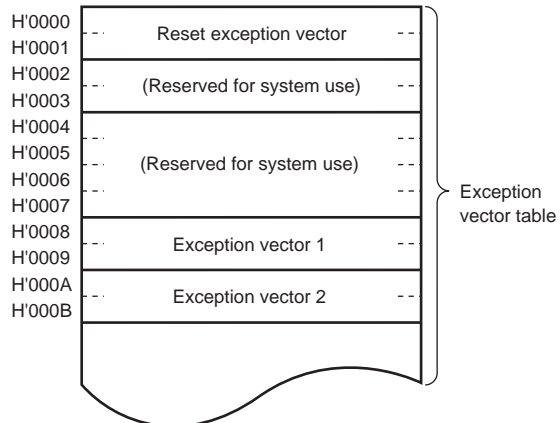 H'0000
H'0001
Reset exception vector
H'0002
H'0003
(Reserved for system use)
H'0004
H'0005
H'0006
H'0007
(Reserved for system use)
H'0008
H'0009
Exception vector 1
H'000A
H'000B
Exception vector 2
Exception
vector table